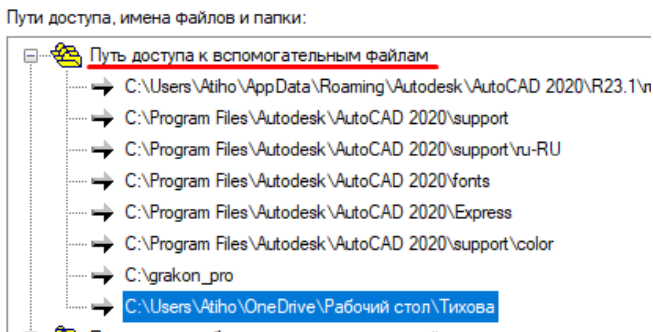 Пути доступа, имена файлов и папки:
Путь доступа к вспомогательным файлам
C:\Users\Atiho\AppData\Roaming\Autodesk\AutoCAD 2020\R23.1\
C:\Program Files\Autodesk\AutoCAD 2020\support
C:\Program Files\Autodesk\AutoCAD 2020\support\ru-RU
C:\Program Files\Autodesk\AutoCAD 2020\fonts
C:\Program Files\Autodesk\AutoCAD 2020\Express
C:\Program Files\Autodesk\AutoCAD 2020\support\color
C:\grakon_pro
C:\Users\Atiho\OneDrive\Рабочий стол\Тихова